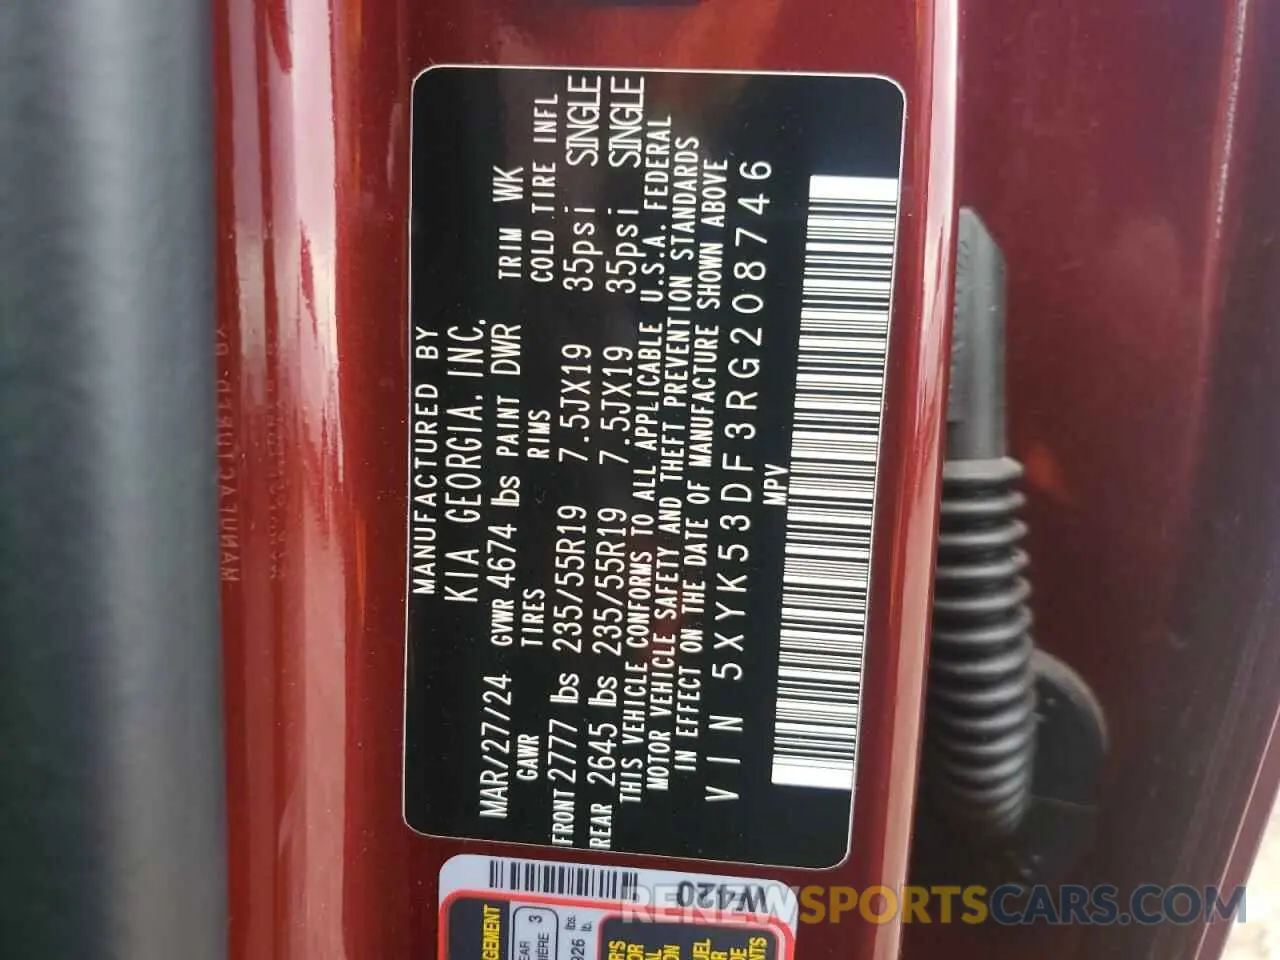 MANUFACTURED BY
KIA GEORGIA, INC.
MAR/27/24 GVWR 4674 lbs PAINT DWR TRIM WK
GAWR TIRES RIMS COLD TIRE INFL
FRONT 2777 lbs 235/55R19 7.5JX19 35psi SINGLE
REAR 2645 lbs 235/55R19 7.5JX19 35psi SINGLE
THIS VEHICLE CONFORMS TO ALL APPLICABLE U.S.A. FEDERAL
MOTOR VEHICLE SAFETY AND THEFT PREVENTION STANDARDS
IN EFFECT ON THE DATE OF MANUFACTURE SHOWN ABOVE
VIN 5XYK53DF3RG208746
MPV
W420
RENEWSPORTSCARS.COM